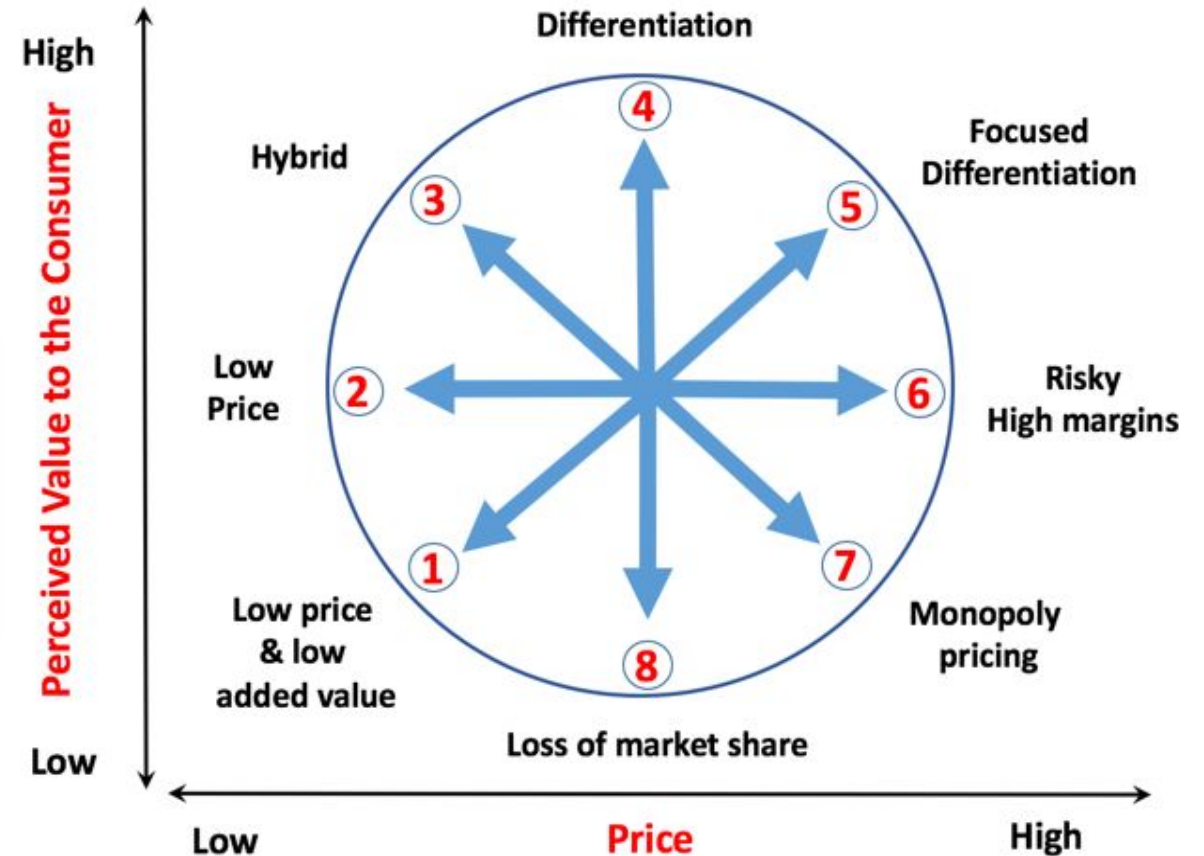 High
Perceived Value to the Consumer
Low
Differentiation
4
Hybrid
3
Focused
Differentiation
5
Low
Price
2
6
Risky
High margins
1
Low price
& low
added value
7
Monopoly
pricing
8
Loss of market share
Low
Price
High